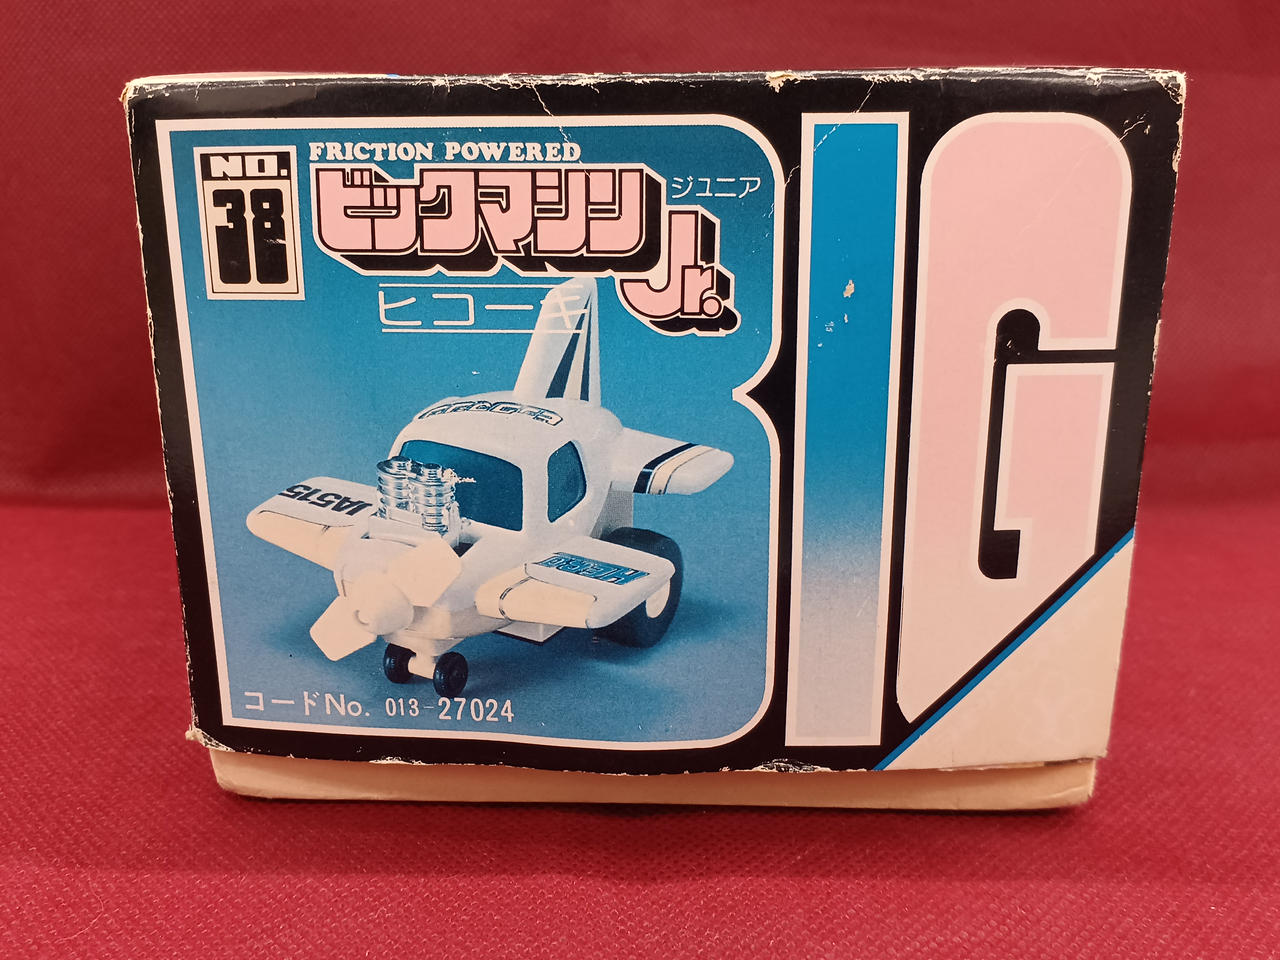 NO.
38
FRICTION POWERED
ビックマシン
ジュニア
Jr.
ヒコーキ
BIG
JA515
コードNo. 013-27024